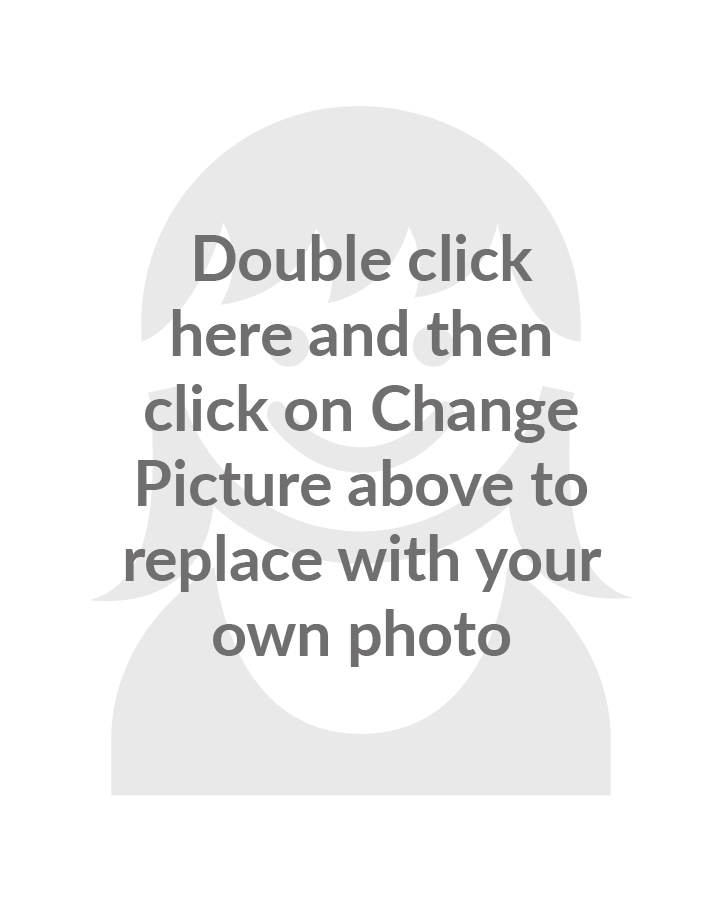 Double click
here and then
click on Change
Picture above to
replace with your
own photo